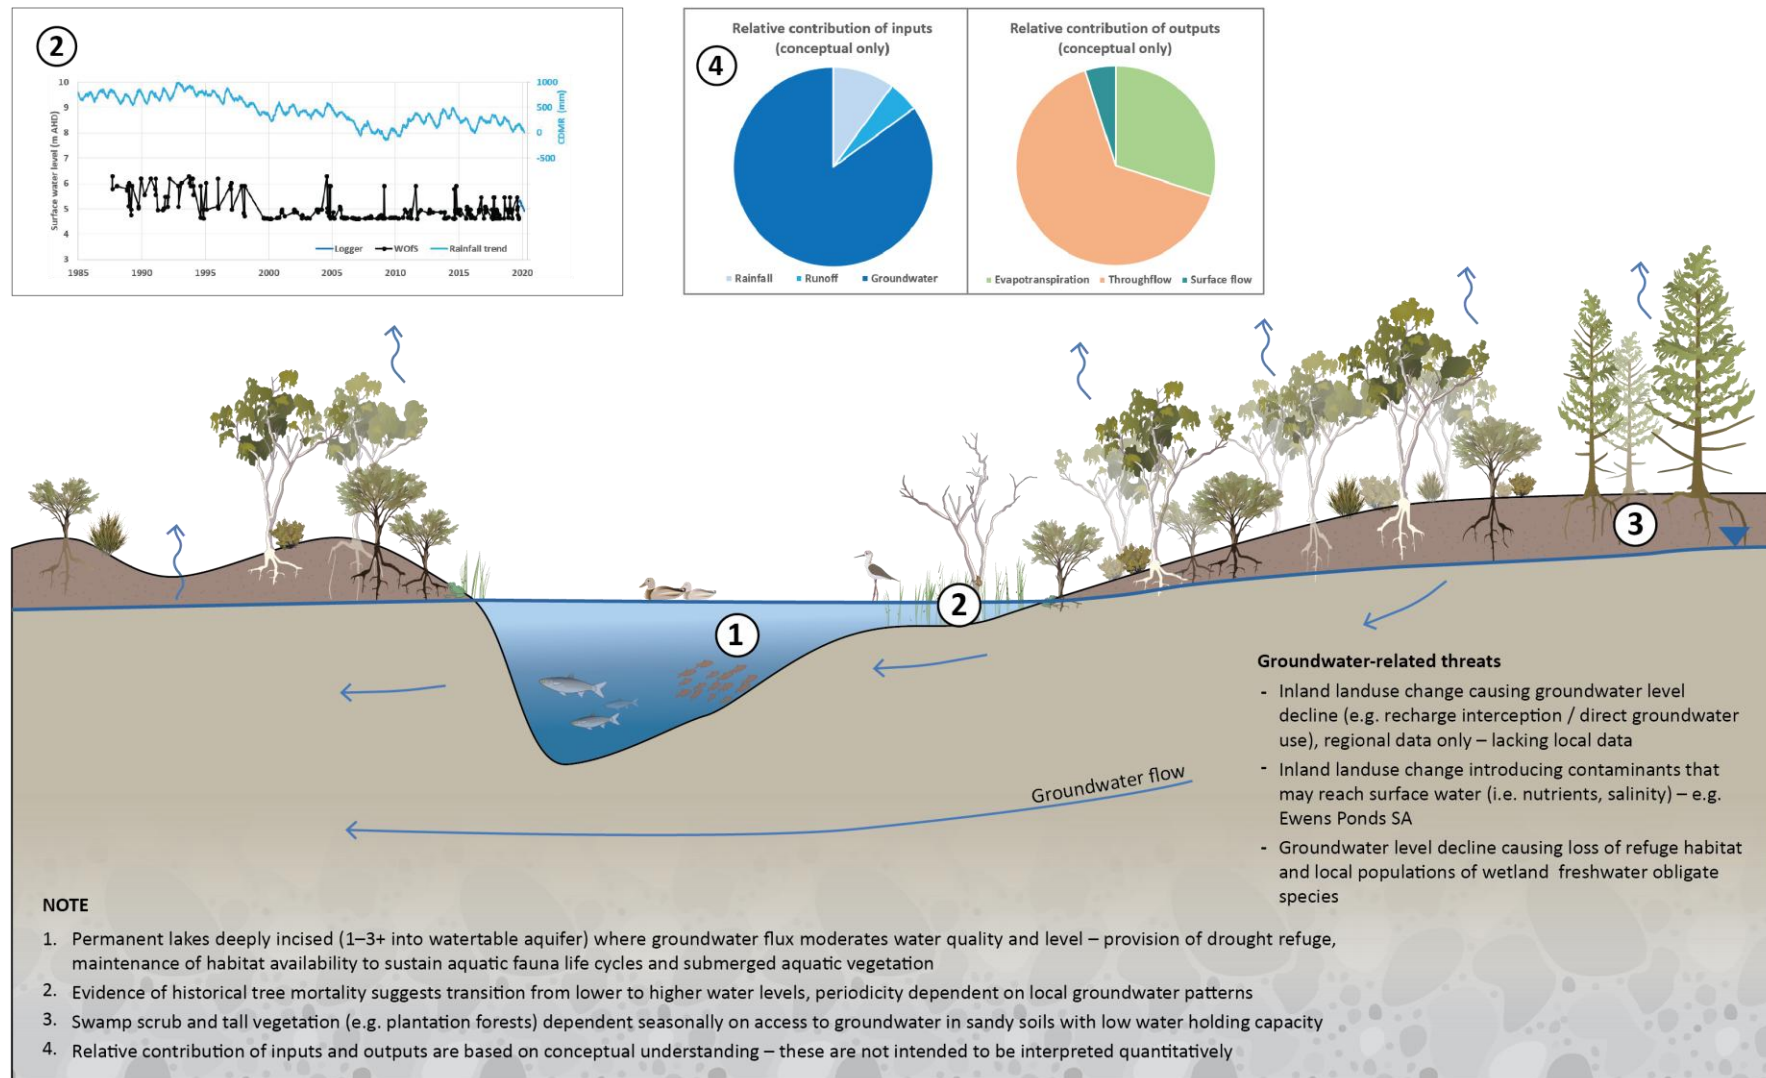 2
10
9
8
7
6
5
4
3
Surface water level (m AHD)
1000
500
0
-500
CDMR (mm)
Logger WOfS Rainfall trend
1985 1990 1995 2000 2005 2010 2015 2020
4
Relative contribution of inputs
(conceptual only)
Rainfall Runoff Groundwater
Relative contribution of outputs
(conceptual only)
Evapotranspiration Throughflow Surface flow
3
2
1
Groundwater flow
Groundwater-related threats
- Inland landuse change causing groundwater level
decline (e.g. recharge interception / direct groundwater
use), regional data only – lacking local data
- Inland landuse change introducing contaminants that
may reach surface water (i.e. nutrients, salinity) – e.g.
Ewens Ponds SA
- Groundwater level decline causing loss of refuge habitat
and local populations of wetland freshwater obligate
species
NOTE
1. Permanent lakes deeply incised (1–3+ into watertable aquifer) where groundwater flux moderates water quality and level – provision of drought refuge,
maintenance of habitat availability to sustain aquatic fauna life cycles and submerged aquatic vegetation
2. Evidence of historical tree mortality suggests transition from lower to higher water levels, periodicity dependent on local groundwater patterns
3. Swamp scrub and tall vegetation (e.g. plantation forests) dependent seasonally on access to groundwater in sandy soils with low water holding capacity
4. Relative contribution of inputs and outputs are based on conceptual understanding – these are not intended to be interpreted quantitatively